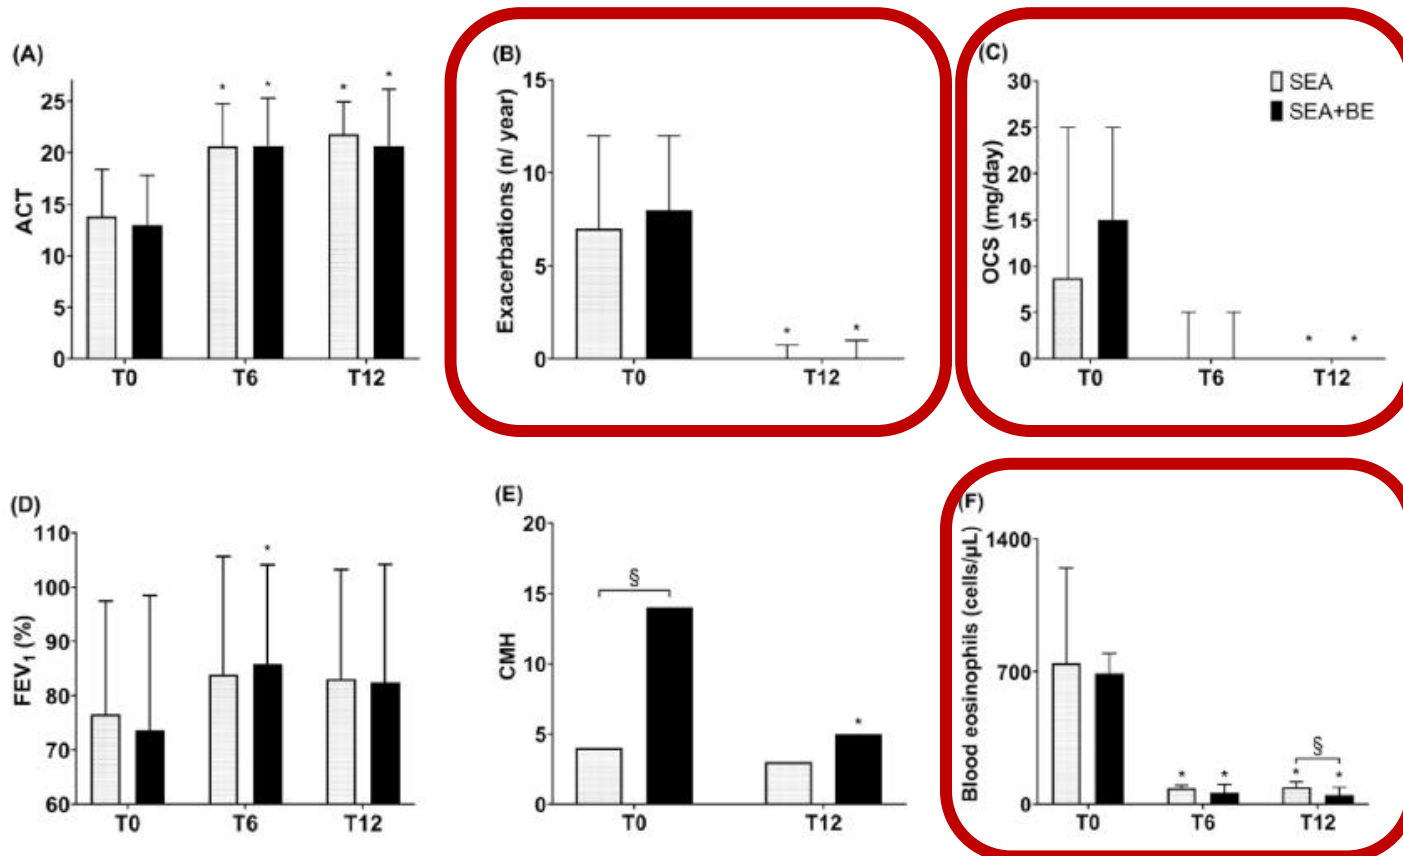 (A)
ACT
25
20
15
10
5
0
T0 T6 T12
* * * *
(B)
Exacerbations (n/ year)
15
10
5
0
T0 T12
* *
(C)
OCS (mg/day)
30
25
20
15
10
5
0
T0 T6 T12
* *
SEA
SEA+BE
(D)
FEV₁ (%)
110
100
90
80
70
60
T0 T6 T12
*
(E)
CMH
20
15
10
5
0
T0 T12
§
*
(F)
Blood eosinophils (cells/µL)
1400
700
0
T0 T6 T12
* * * *
§